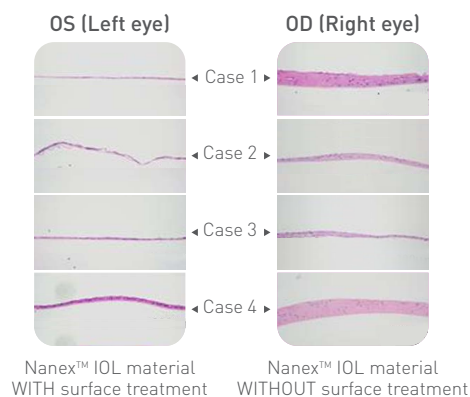 OS (Left eye) OD (Right eye)
◂ Case 1 ▸
◂ Case 2 ▸
◂ Case 3 ▸
◂ Case 4 ▸
Nanex™ IOL material Nanex™ IOL material
WITH surface treatment WITHOUT surface treatment